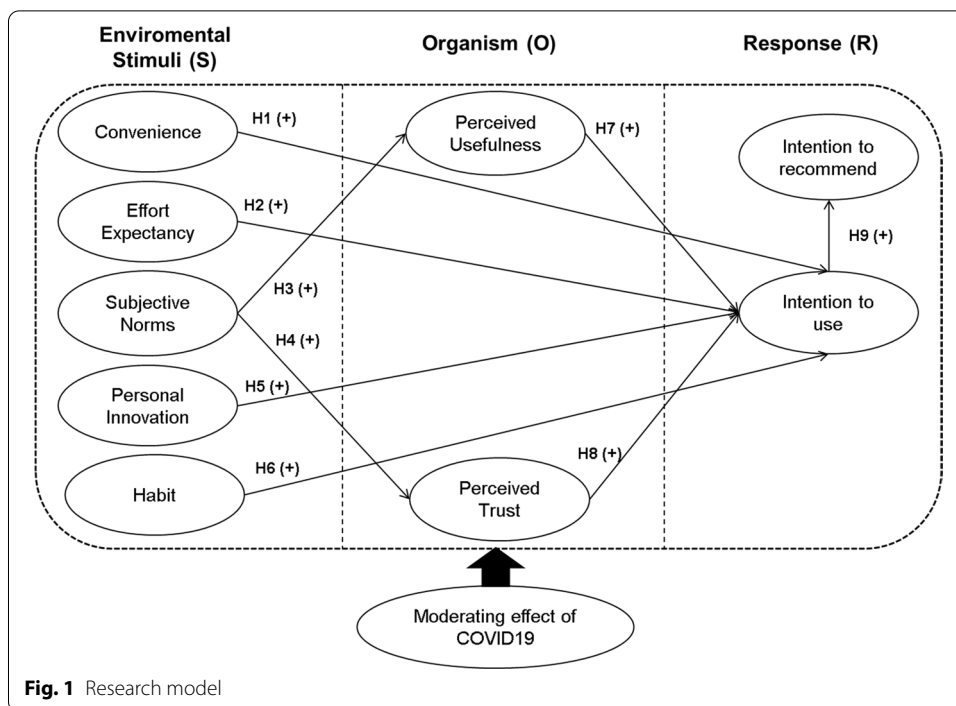 Enviromental
Stimuli (S)
Organism (O)
Response (R)
Convenience
H1 (+)
Perceived
Usefulness
H7 (+)
Intention to
recommend
Effort
Expectancy
H2 (+)
H9 (+)
Subjective
Norms
H3 (+)
H4 (+)
Intention to
use
Personal
Innovation
H5 (+)
Habit
H6 (+)
Perceived
Trust
H8 (+)
Moderating effect of
COVID19
Fig. 1 Research model